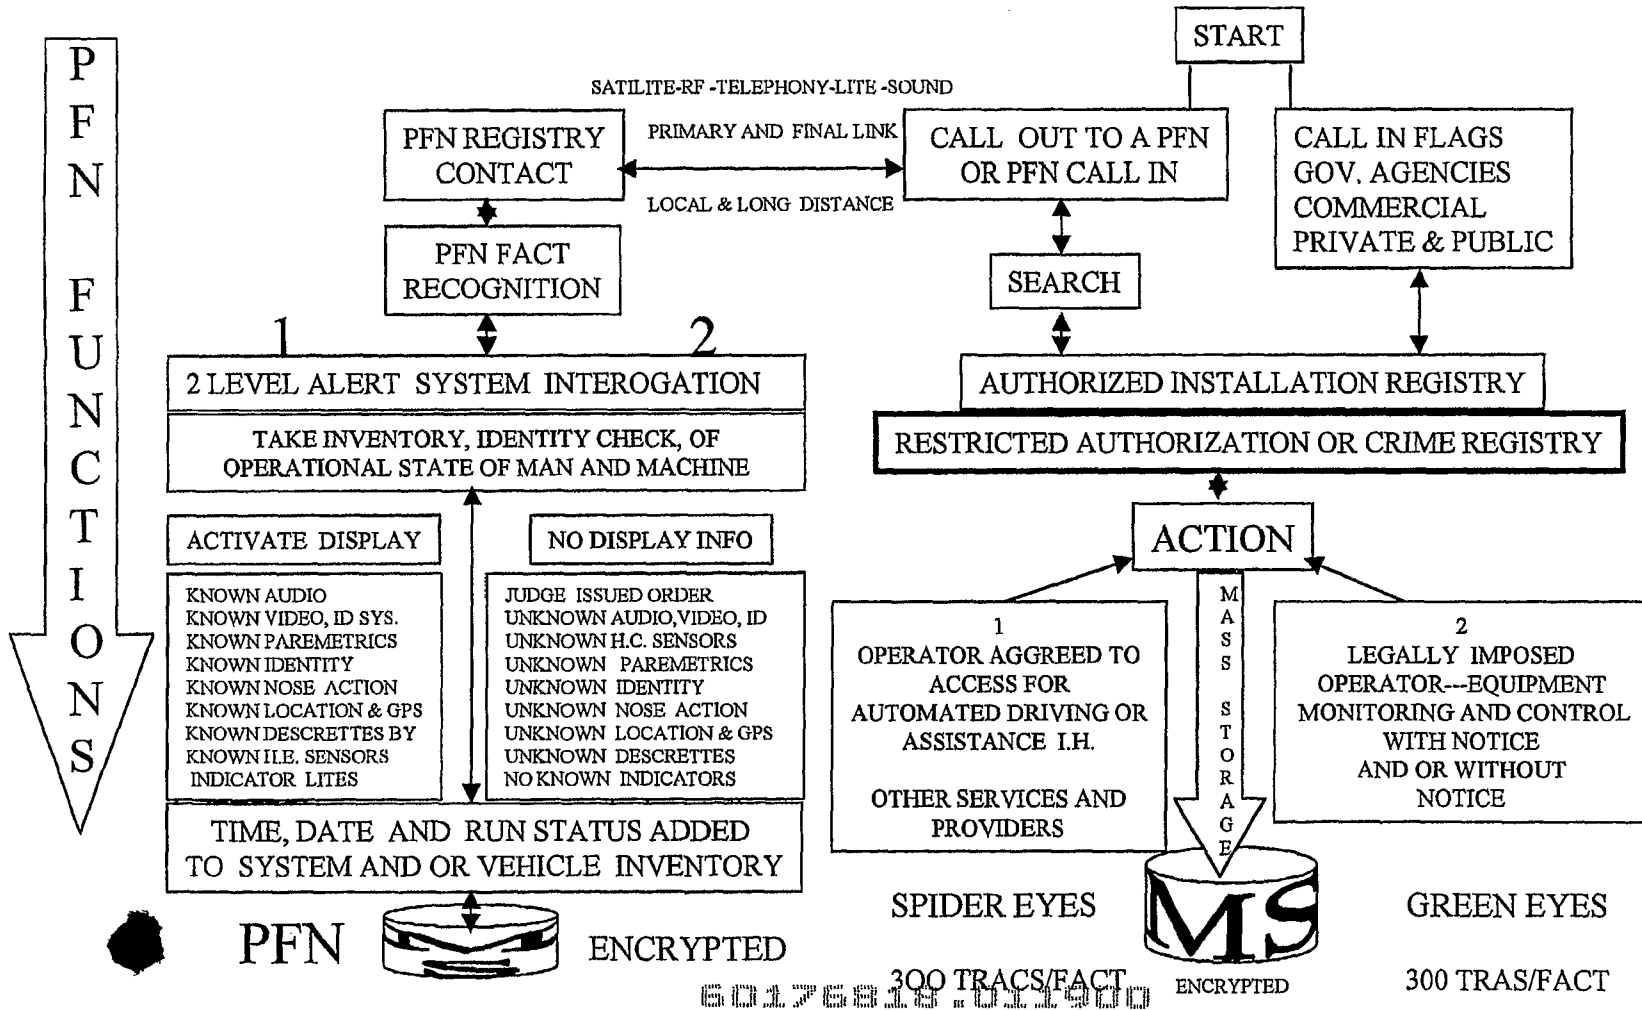 PFN FUNCTIONS
START
SATILITE-RF -TELEPHONY-LITE -SOUND
PRIMARY AND FINAL LINK
LOCAL & LONG DISTANCE
PFN REGISTRY
CONTACT
CALL OUT TO A PFN
OR PFN CALL IN
CALL IN FLAGS
GOV. AGENCIES
COMMERCIAL
PRIVATE & PUBLIC
PFN FACT
RECOGNITION
SEARCH
1
2
2 LEVEL ALERT SYSTEM INTEROGATION
TAKE INVENTORY, IDENTITY CHECK, OF
OPERATIONAL STATE OF MAN AND MACHINE
AUTHORIZED INSTALLATION REGISTRY
RESTRICTED AUTHORIZATION OR CRIME REGISTRY
ACTION
ACTIVATE DISPLAY
KNOWN AUDIO
KNOWN VIDEO, ID SYS.
KNOWN PAREMETRICS
KNOWN IDENTITY
KNOWN NOSE ACTION
KNOWN LOCATION & GPS
KNOWN DESCRETTES BY
KNOWN H.E. SENSORS
INDICATOR LITES
NO DISPLAY INFO
JUDGE ISSUED ORDER
UNKNOWN AUDIO,VIDEO, ID
UNKNOWN H.C. SENSORS
UNKNOWN PAREMETRICS
UNKNOWN IDENTITY
UNKNOWN NOSE ACTION
UNKNOWN LOCATION & GPS
UNKNOWN DESCRETTES
NO KNOWN INDICATORS
TIME, DATE AND RUN STATUS ADDED
TO SYSTEM AND OR VEHICLE INVENTORY
PFN
MS
ENCRYPTED
1
OPERATOR AGGREED TO
ACCESS FOR
AUTOMATED DRIVING OR
ASSISTANCE I.H.
OTHER SERVICES AND
PROVIDERS
MASS STORAGE
2
LEGALLY IMPOSED
OPERATOR---EQUIPMENT
MONITORING AND CONTROL
WITH NOTICE
AND OR WITHOUT
NOTICE
SPIDER EYES
300 TRACS/FACT
MS
ENCRYPTED
GREEN EYES
300 TRAS/FACT
60176818.011900